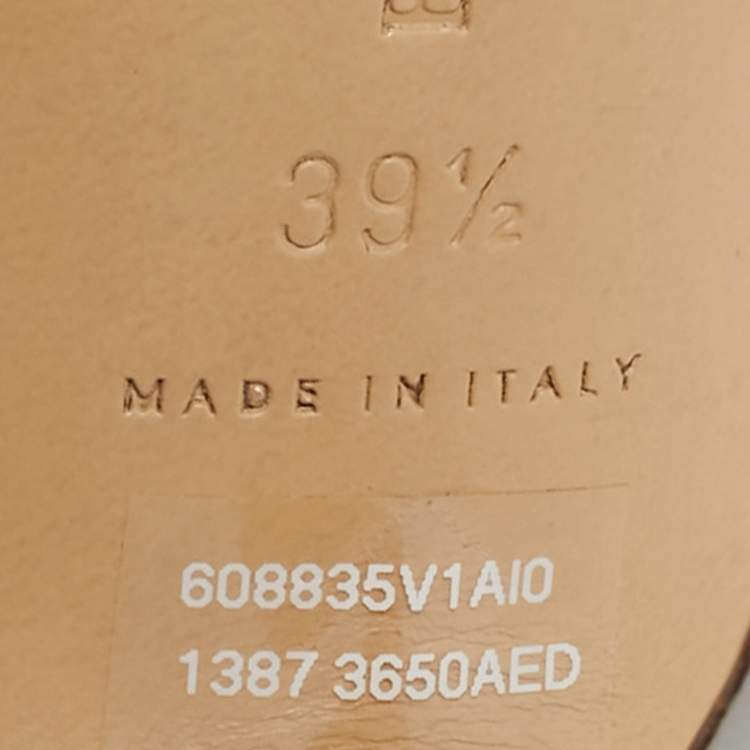 39½
MADE IN ITALY
608835V1AI0
1387 3650AED